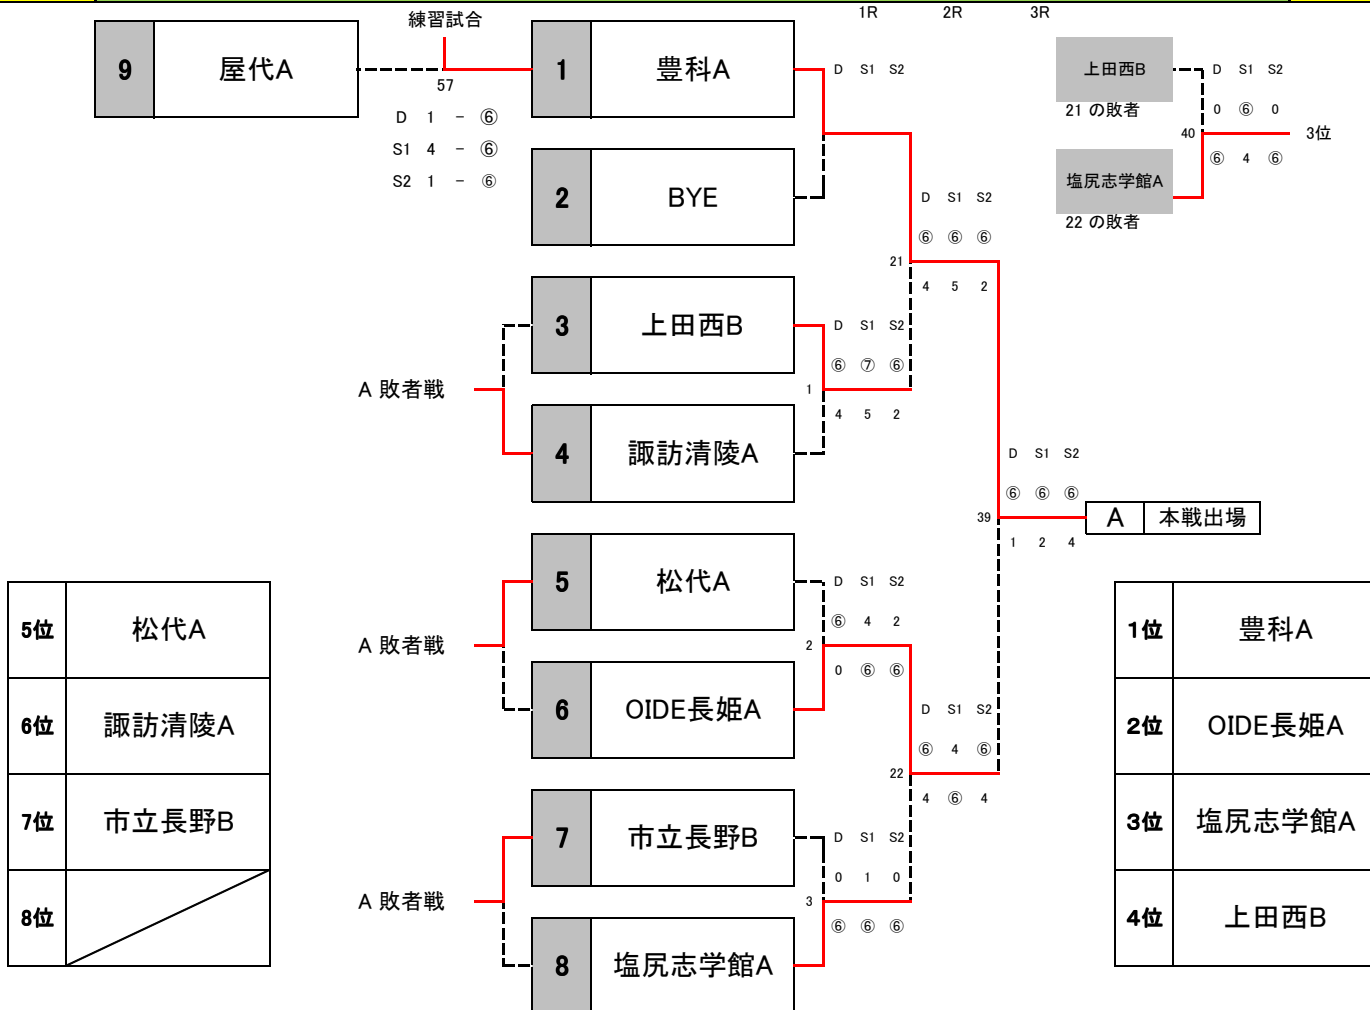 1R 2R 3R
練習試合
9 屋代A
57
D 1 - ⑥
S1 4 - ⑥
S2 1 - ⑥
1 豊科A
D S1 S2
2 BYE
上田西B
21 の敗者
D S1 S2
0 ⑥ 0
40
3位
⑥ 4 ⑥
塩尻志学館A
22 の敗者
D S1 S2
⑥ ⑥ ⑥
21
4 5 2
3 上田西B
D S1 S2
⑥ ⑦ ⑥
A 敗者戦
1
4 5 2
4 諏訪清陵A
D S1 S2
⑥ ⑥ ⑥
39
A 本戦出場
1 2 4
5 松代A
D S1 S2
⑥ 4 2
A 敗者戦
2
0 ⑥ ⑥
6 OIDE長姫A
D S1 S2
⑥ 4 ⑥
22
4 ⑥ 4
7 市立長野B
D S1 S2
0 1 0
A 敗者戦
3
⑥ ⑥ ⑥
8 塩尻志学館A
5位 松代A
6位 諏訪清陵A
7位 市立長野B
8位
1位 豊科A
2位 OIDE長姫A
3位 塩尻志学館A
4位 上田西B